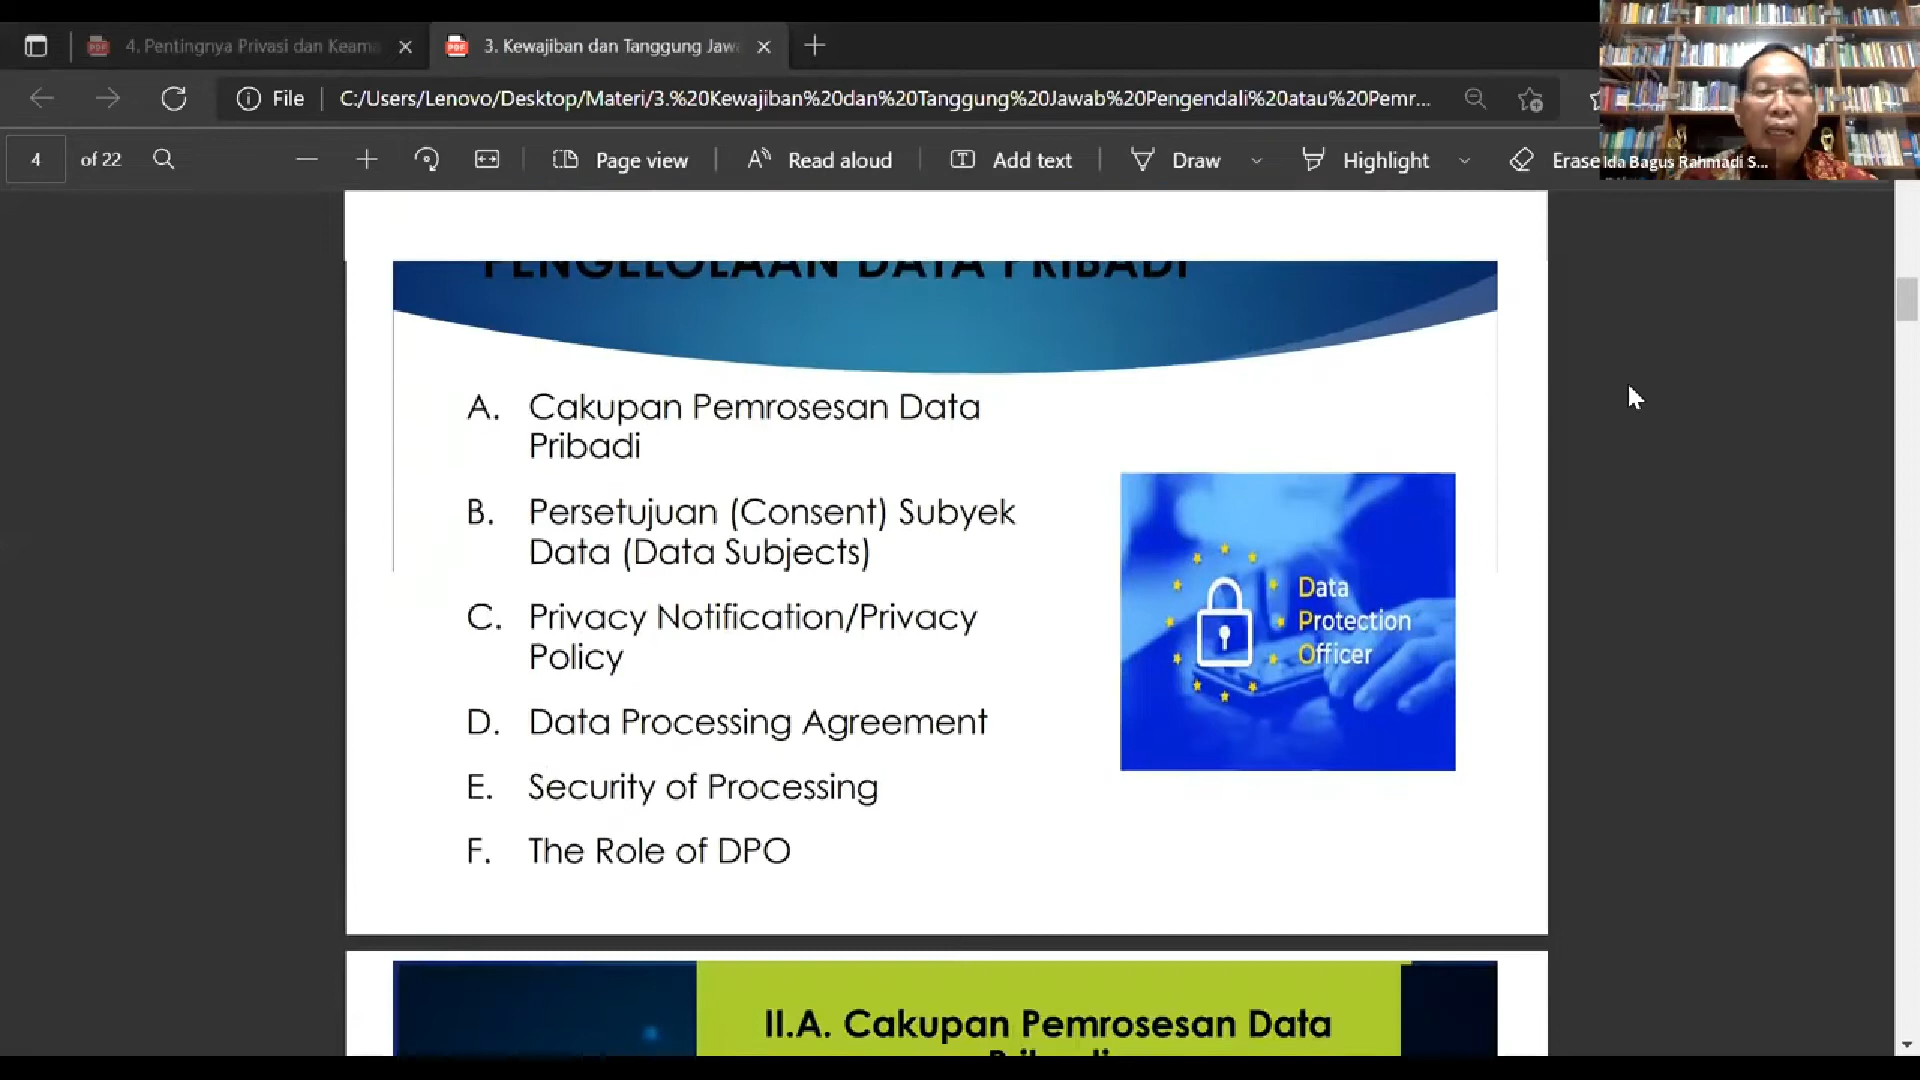 4. Pentingnya Privasi dan Keama
3. Kewajiban dan Tanggung Jaw
File
C:/Users/Lenovo/Desktop/Materi/3.%20Kewajiban%20dan%20Tanggung%20Jawab%20Pengendali%20atau%20Pemr...
4 of 22
Page view
Read aloud
Add text
Draw
Highlight
Erase
Ida Bagus Rahmadi S...
PENGELOLAAN DATA PRIBADI
A. Cakupan Pemrosesan Data
Pribadi
B. Persetujuan (Consent) Subyek
Data (Data Subjects)
C. Privacy Notification/Privacy
Policy
D. Data Processing Agreement
E. Security of Processing
F. The Role of DPO
Data
Protection
Officer
II.A. Cakupan Pemrosesan Data